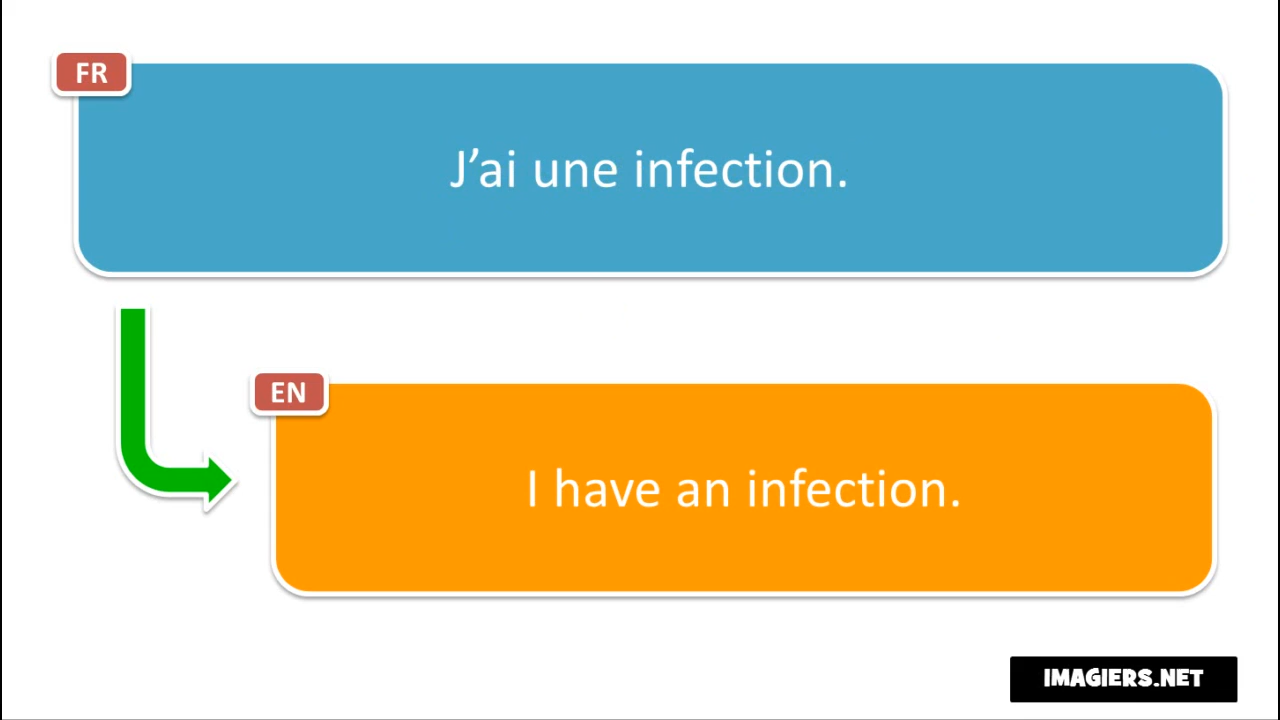 FR
J’ai une infection.
EN
I have an infection.
IMAGIERS.NET